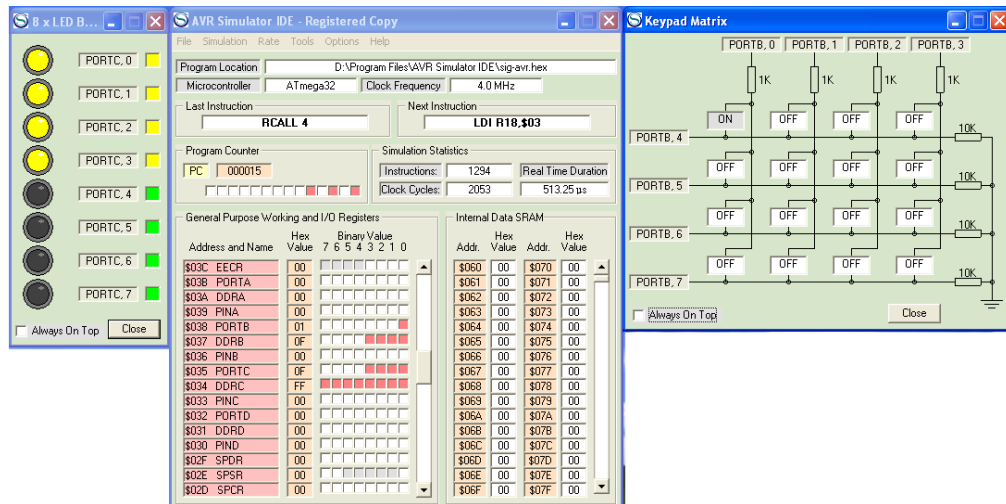 8 x LED B...
PORTC, 0
PORTC, 1
PORTC, 2
PORTC, 3
PORTC, 4
PORTC, 5
PORTC, 6
PORTC, 7
Always On Top Close
AVR Simulator IDE - Registered Copy
File Simulation Rate Tools Options Help
Program Location D:\Program Files\AVR Simulator IDE\sig-avr.hex
Microcontroller ATmega32 Clock Frequency 4.0 MHz
Last Instruction Next Instruction
RCALL 4 LDI R18,$03
Program Counter Simulation Statistics
PC 000015 Instructions: 1294 Real Time Duration
Clock Cycles: 2053 513.25 µs
General Purpose Working and I/O Registers Internal Data SRAM
Hex Binary Value Hex Hex
Address and Name Value 7 6 5 4 3 2 1 0 Addr. Value Addr. Value
$03C EECR 00 $060 00 $070 00
$03B PORTA 00 $061 00 $071 00
$03A DDRA 00 $062 00 $072 00
$039 PINA 00 $063 00 $073 00
$038 PORTB 01 $064 00 $074 00
$037 DDRB 0F $065 00 $075 00
$036 PINB 00 $066 00 $076 00
$035 PORTC 0F $067 00 $077 00
$034 DDRC FF $068 00 $078 00
$033 PINC 00 $069 00 $079 00
$032 PORTD 00 $06A 00 $07A 00
$031 DDRD 00 $06B 00 $07B 00
$030 PIND 00 $06C 00 $07C 00
$02F SPDR 00 $06D 00 $07D 00
$02E SPSR 00 $06E 00 $07E 00
$02D SPCR 00 $06F 00 $07F 00
Keypad Matrix
PORTB, 0 PORTB, 1 PORTB, 2 PORTB, 3
1K 1K 1K 1K
ON OFF OFF OFF
PORTB, 4 10K
OFF OFF OFF OFF
PORTB, 5 10K
OFF OFF OFF OFF
PORTB, 6 10K
OFF OFF OFF OFF
PORTB, 7 10K
Always On Top Close